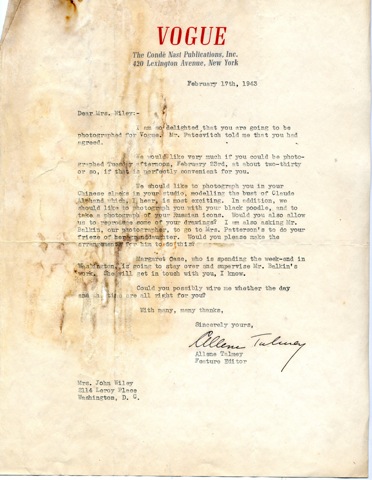 VOGUE
The Condé Nast Publications, Inc.
420 Lexington Avenue, New York
February 17th, 1943
Dear Mrs. Wiley:-
I am so delighted that you are going to be
photographed for Vogue. Mr. Patcevitch told me that you had
agreed.
We would like very much if you could be photo-
graphed Tuesday afternoon, February 23rd, at about two-thirty
or so, if that is perfectly convenient for you.
We should like to photograph you in your
Chinese slacks in your studio, modelling the bust of Claude
which, I hear, is most exciting. In addition, we
should like to photograph you with your black poodle, and to
take a photograph of your Russian icons. Would you also allow
us to reproduce some of your drawings? I am also asking Mr.
Belkin, our photographer, to go to Mrs. Patterson's to do your
frieze of her granddaughter. Would you please make the
arrangements for him to do this?
Margaret Case, who is spending the week-end in
Washington, is going to stay over and supervise Mr. Belkin's
work. She will get in touch with you, I know.
Could you possibly wire me whether the day
and the time are all right for you?
With many, many thanks,
Sincerely yours,
Allene Talmey
Allene Talmey
Feature Editor
Mrs. John Wiley
2114 Leroy Place
Washington, D. C.